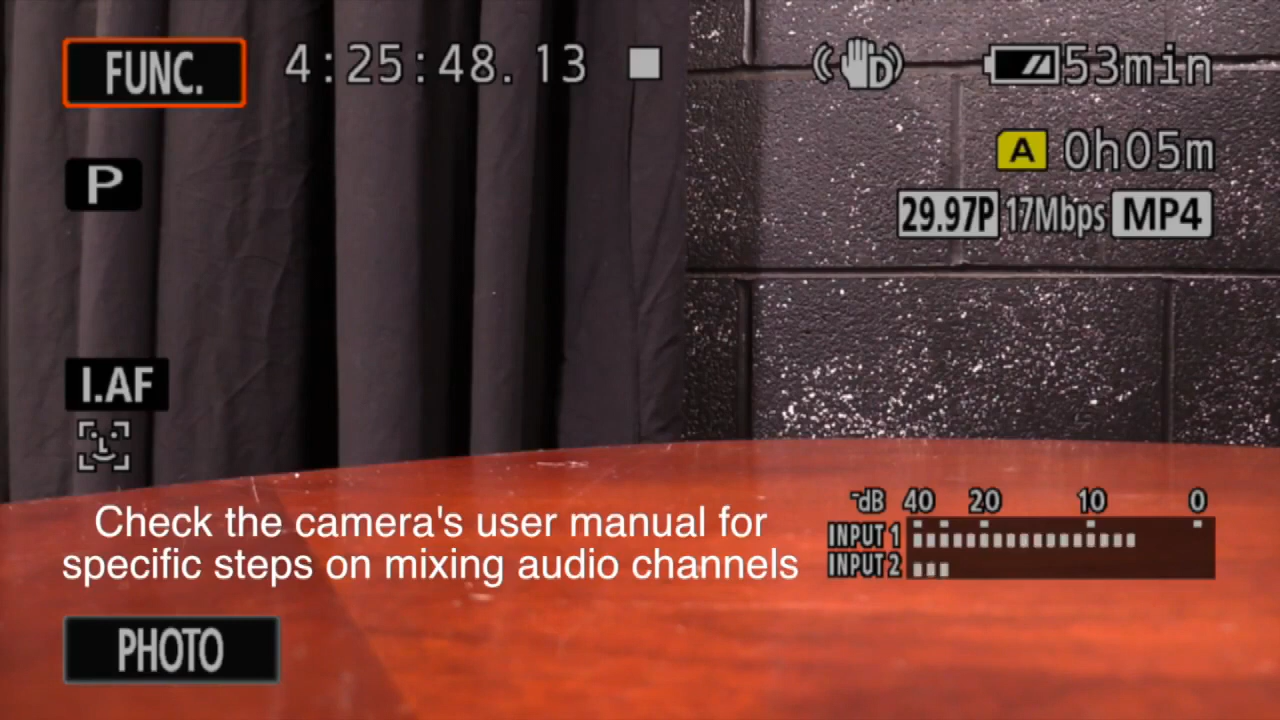 FUNC. 4:25:48.13 53min
A 0h05m
P
29.97P 17Mbps MP4
I.AF
Check the camera's user manual for
specific steps on mixing audio channels
-dB 40 20 10 0
INPUT 1
INPUT 2
PHOTO